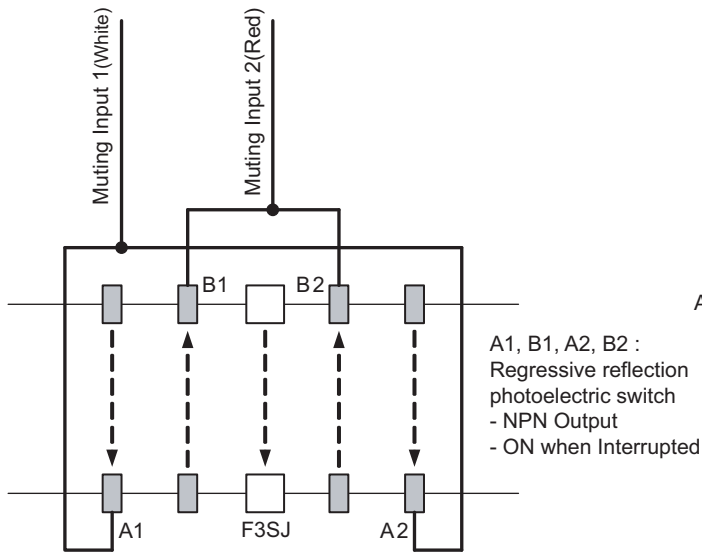 Muting Input 1(White)
Muting Input 2(Red)
B1
B2
A1
F3SJ
A2
A
A1, B1, A2, B2 :
Regressive reflection
photoelectric switch
- NPN Output
- ON when Interrupted